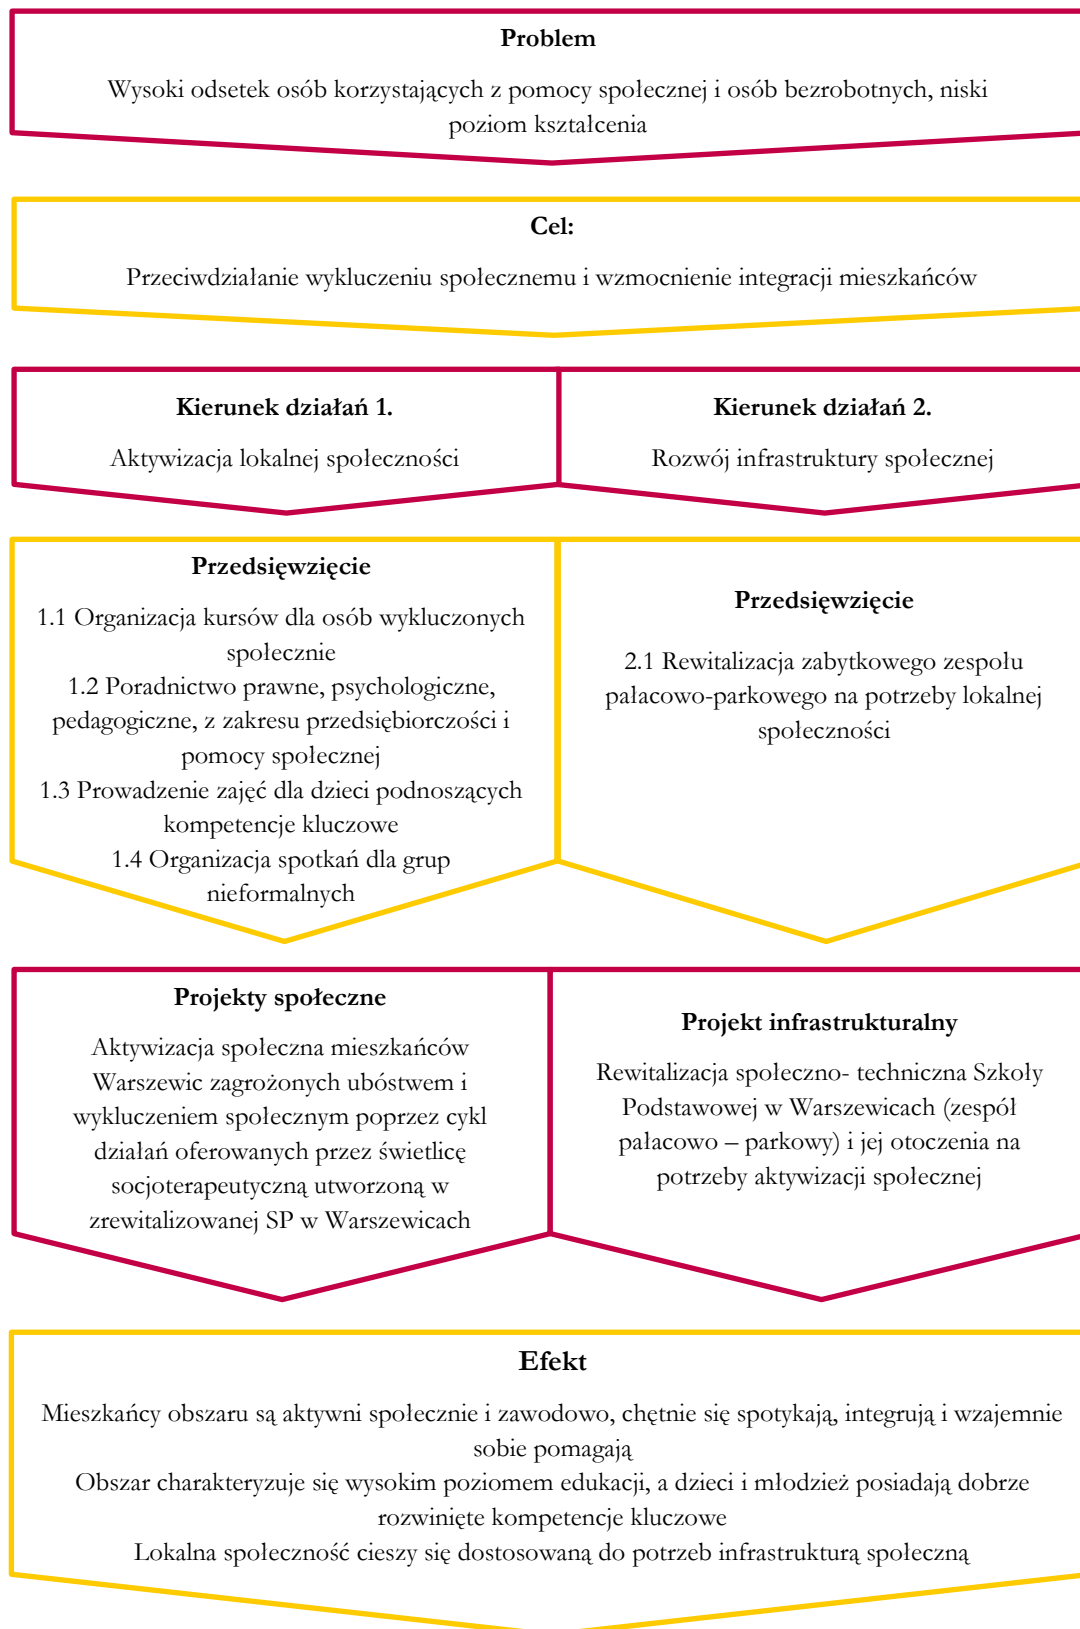 Problem
Wysoki odsetek osób korzystających z pomocy społecznej i osób bezrobotnych, niski
poziom kształcenia
Cel:
Przeciwdziałanie wykluczeniu społecznemu i wzmocnienie integracji mieszkańców
Kierunek działań 1.
Aktywizacja lokalnej społeczności
Kierunek działań 2.
Rozwój infrastruktury społecznej
Przedsięwzięcie
1.1 Organizacja kursów dla osób wykluczonych
społecznie
1.2 Poradnictwo prawne, psychologiczne,
pedagogiczne, z zakresu przedsiębiorczości i
pomocy społecznej
1.3 Prowadzenie zajęć dla dzieci podnoszących
kompetencje kluczowe
1.4 Organizacja spotkań dla grup
nieformalnych
Przedsięwzięcie
2.1 Rewitalizacja zabytkowego zespołu
pałacowo-parkowego na potrzeby lokalnej
społeczności
Projekty społeczne
Aktywizacja społeczna mieszkańców
Warszewic zagrożonych ubóstwem i
wykluczeniem społecznym poprzez cykl
działań oferowanych przez świetlicę
socjoterapeutyczną utworzoną w
zrewitalizowanej SP w Warszewicach
Projekt infrastrukturalny
Rewitalizacja społeczno- techniczna Szkoły
Podstawowej w Warszewicach (zespół
pałacowo – parkowy) i jej otoczenia na
potrzeby aktywizacji społecznej
Efekt
Mieszkańcy obszaru są aktywni społecznie i zawodowo, chętnie się spotykają, integrują i wzajemnie
sobie pomagają
Obszar charakteryzuje się wysokim poziomem edukacji, a dzieci i młodzież posiadają dobrze
rozwinięte kompetencje kluczowe
Lokalna społeczność cieszy się dostosowaną do potrzeb infrastrukturą społeczną